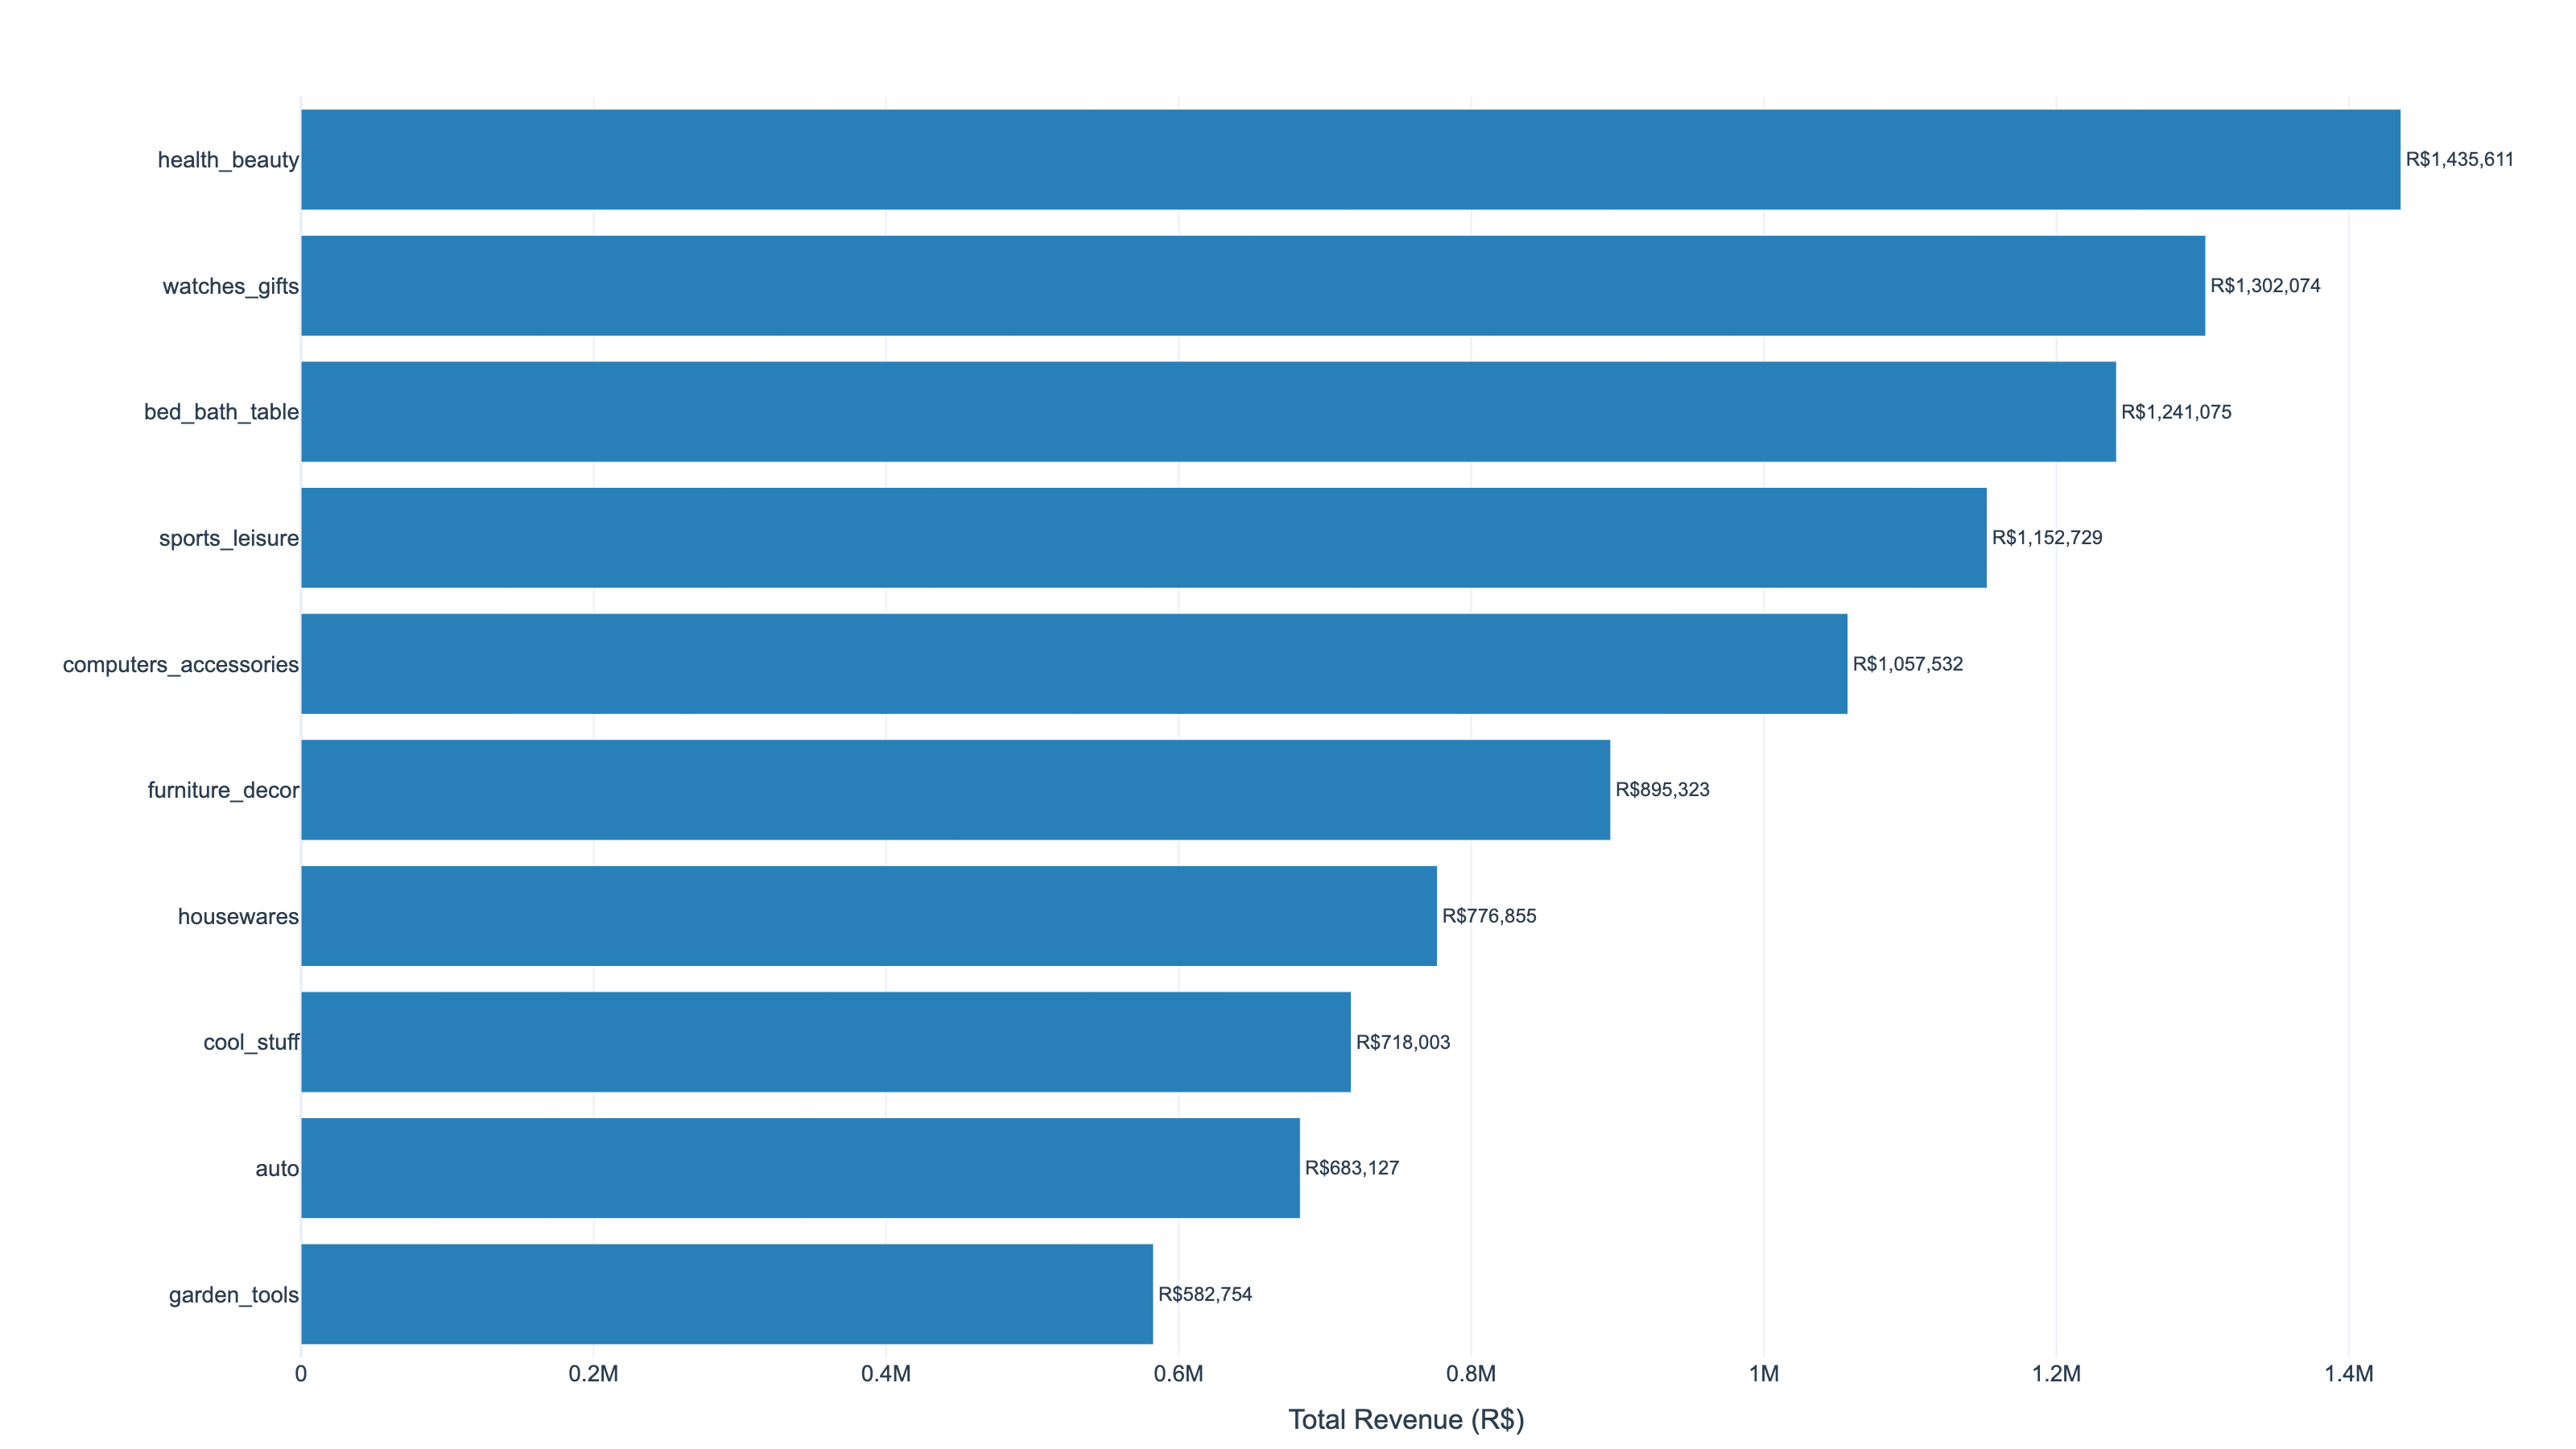 health_beauty R$1,435,611
watches_gifts R$1,302,074
bed_bath_table R$1,241,075
sports_leisure R$1,152,729
computers_accessories R$1,057,532
furniture_decor R$895,323
housewares R$776,855
cool_stuff R$718,003
auto R$683,127
garden_tools R$582,754
0 0.2M 0.4M 0.6M 0.8M 1M 1.2M 1.4M
Total Revenue (R$)